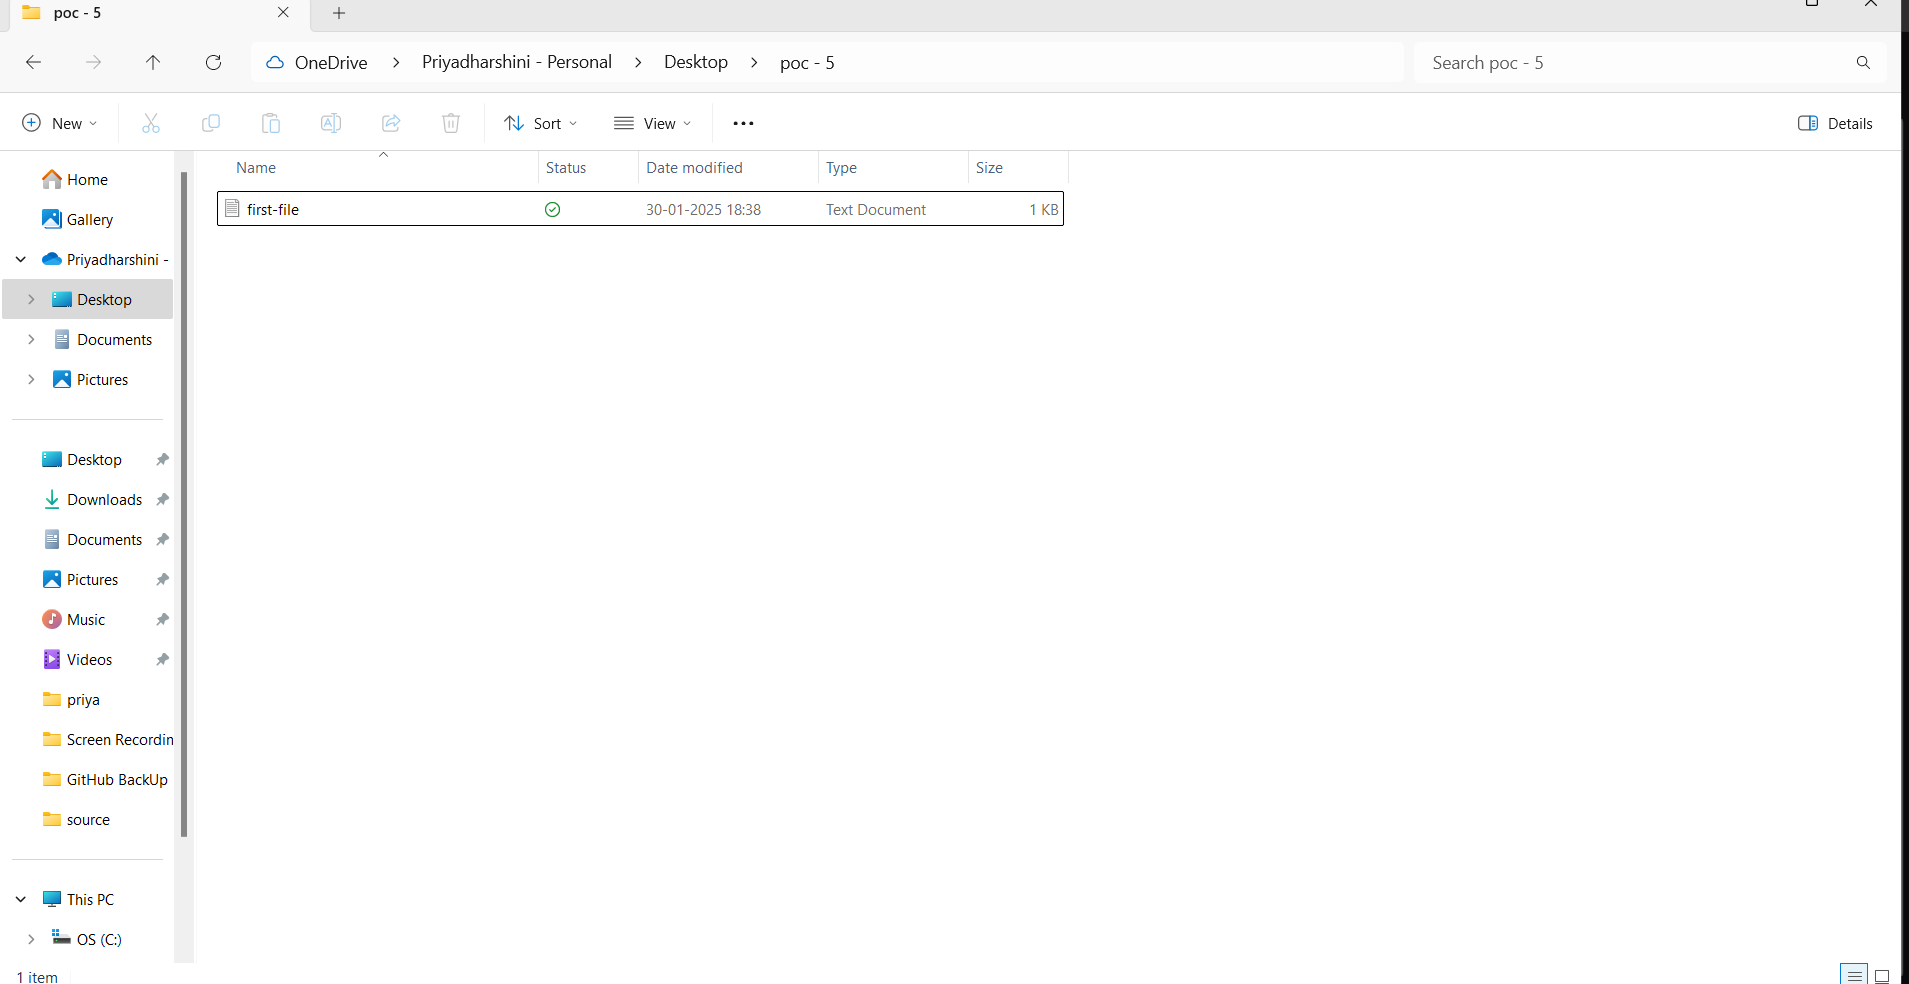 poc - 5
OneDrive > Priyadharshini - Personal > Desktop > poc - 5
Search poc - 5
New
Sort
View
Details
Name Status Date modified Type Size
first-file 30-01-2025 18:38 Text Document 1 KB
Home
Gallery
Priyadharshini -
Desktop
Documents
Pictures
Desktop
Downloads
Documents
Pictures
Music
Videos
priya
Screen Recordin
GitHub BackUp
source
This PC
OS (C:)
1 item